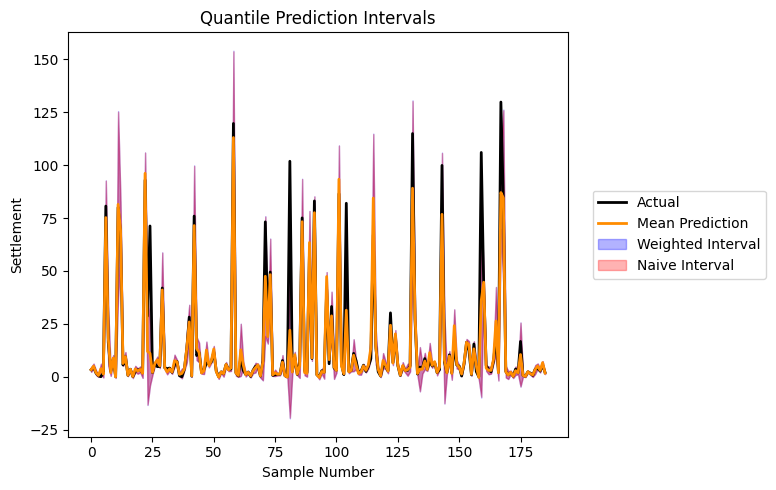 Quantile Prediction Intervals
150
125
100
75
50
25
0
−25
Settlement
0
25
50
75
100
125
150
175
Sample Number
Actual
Mean Prediction
Weighted Interval
Naive Interval